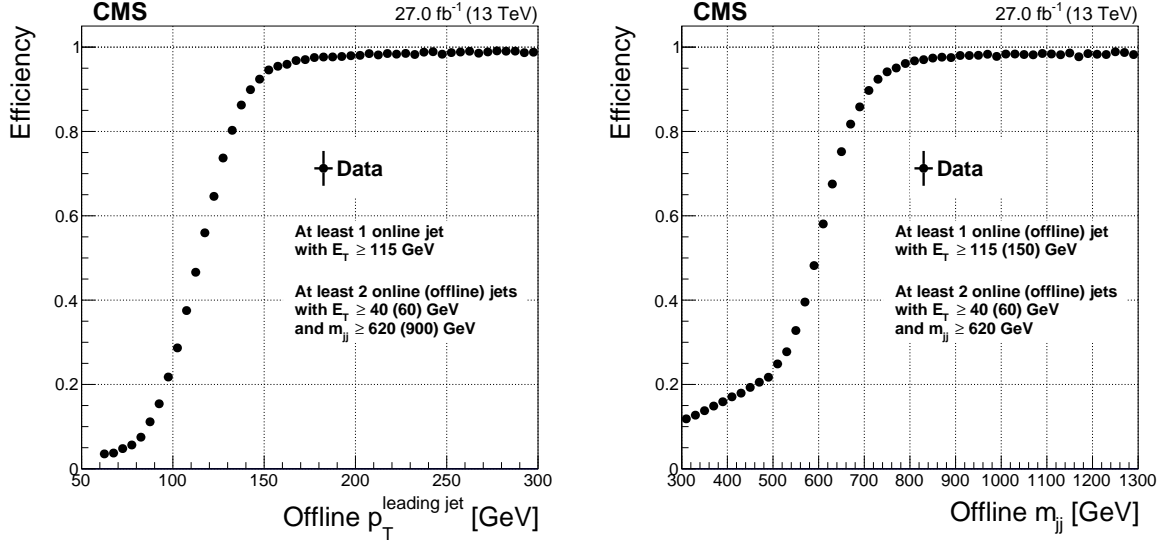 CMS
27.0 fb⁻¹ (13 TeV)
Efficiency
1
0.8
0.6
0.4
0.2
0
Data
At least 1 online jet
with E_T ≥ 115 GeV
At least 2 online (offline) jets
with E_T ≥ 40 (60) GeV
and m_jj ≥ 620 (900) GeV
50 100 150 200 250 300
Offline p_T^leading jet [GeV]
CMS
27.0 fb⁻¹ (13 TeV)
Efficiency
1
0.8
0.6
0.4
0.2
0
Data
At least 1 online (offline) jet
with E_T ≥ 115 (150) GeV
At least 2 online (offline) jets
with E_T ≥ 40 (60) GeV
and m_jj ≥ 620 GeV
300 400 500 600 700 800 900 1000 1100 1200 1300
Offline m_jj [GeV]